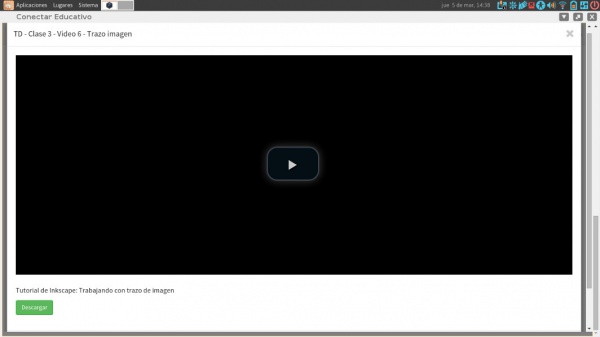 Aplicaciones Lugares Sistema
jue 5 de mar, 14:38
Conectar Educativo
TD - Clase 3 - Video 6 - Trazo imagen
Tutorial de Inkscape: Trabajando con trazo de imagen
Descargar